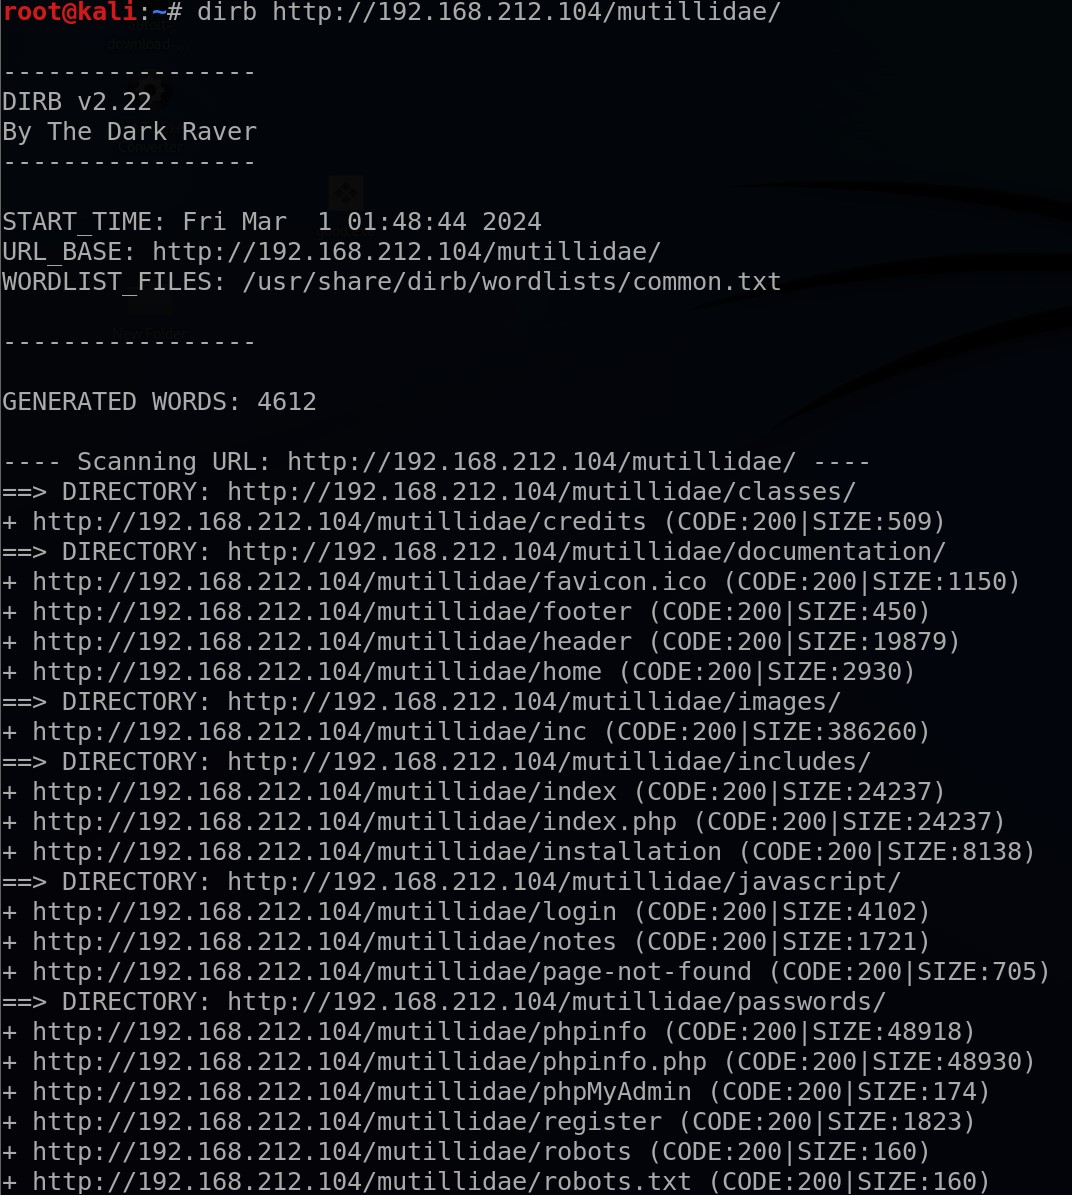 root@kali:~# dirb http://192.168.212.104/mutillidae/
-----------------
DIRB v2.22
By The Dark Raver
-----------------
START_TIME: Fri Mar  1 01:48:44 2024
URL_BASE: http://192.168.212.104/mutillidae/
WORDLIST_FILES: /usr/share/dirb/wordlists/common.txt
-----------------
GENERATED WORDS: 4612
---- Scanning URL: http://192.168.212.104/mutillidae/ ----
==> DIRECTORY: http://192.168.212.104/mutillidae/classes/
+ http://192.168.212.104/mutillidae/credits (CODE:200|SIZE:509)
==> DIRECTORY: http://192.168.212.104/mutillidae/documentation/
+ http://192.168.212.104/mutillidae/favicon.ico (CODE:200|SIZE:1150)
+ http://192.168.212.104/mutillidae/footer (CODE:200|SIZE:450)
+ http://192.168.212.104/mutillidae/header (CODE:200|SIZE:19879)
+ http://192.168.212.104/mutillidae/home (CODE:200|SIZE:2930)
==> DIRECTORY: http://192.168.212.104/mutillidae/images/
+ http://192.168.212.104/mutillidae/inc (CODE:200|SIZE:386260)
==> DIRECTORY: http://192.168.212.104/mutillidae/includes/
+ http://192.168.212.104/mutillidae/index (CODE:200|SIZE:24237)
+ http://192.168.212.104/mutillidae/index.php (CODE:200|SIZE:24237)
+ http://192.168.212.104/mutillidae/installation (CODE:200|SIZE:8138)
==> DIRECTORY: http://192.168.212.104/mutillidae/javascript/
+ http://192.168.212.104/mutillidae/login (CODE:200|SIZE:4102)
+ http://192.168.212.104/mutillidae/notes (CODE:200|SIZE:1721)
+ http://192.168.212.104/mutillidae/page-not-found (CODE:200|SIZE:705)
==> DIRECTORY: http://192.168.212.104/mutillidae/passwords/
+ http://192.168.212.104/mutillidae/phpinfo (CODE:200|SIZE:48918)
+ http://192.168.212.104/mutillidae/phpinfo.php (CODE:200|SIZE:48930)
+ http://192.168.212.104/mutillidae/phpMyAdmin (CODE:200|SIZE:174)
+ http://192.168.212.104/mutillidae/register (CODE:200|SIZE:1823)
+ http://192.168.212.104/mutillidae/robots (CODE:200|SIZE:160)
+ http://192.168.212.104/mutillidae/robots.txt (CODE:200|SIZE:160)